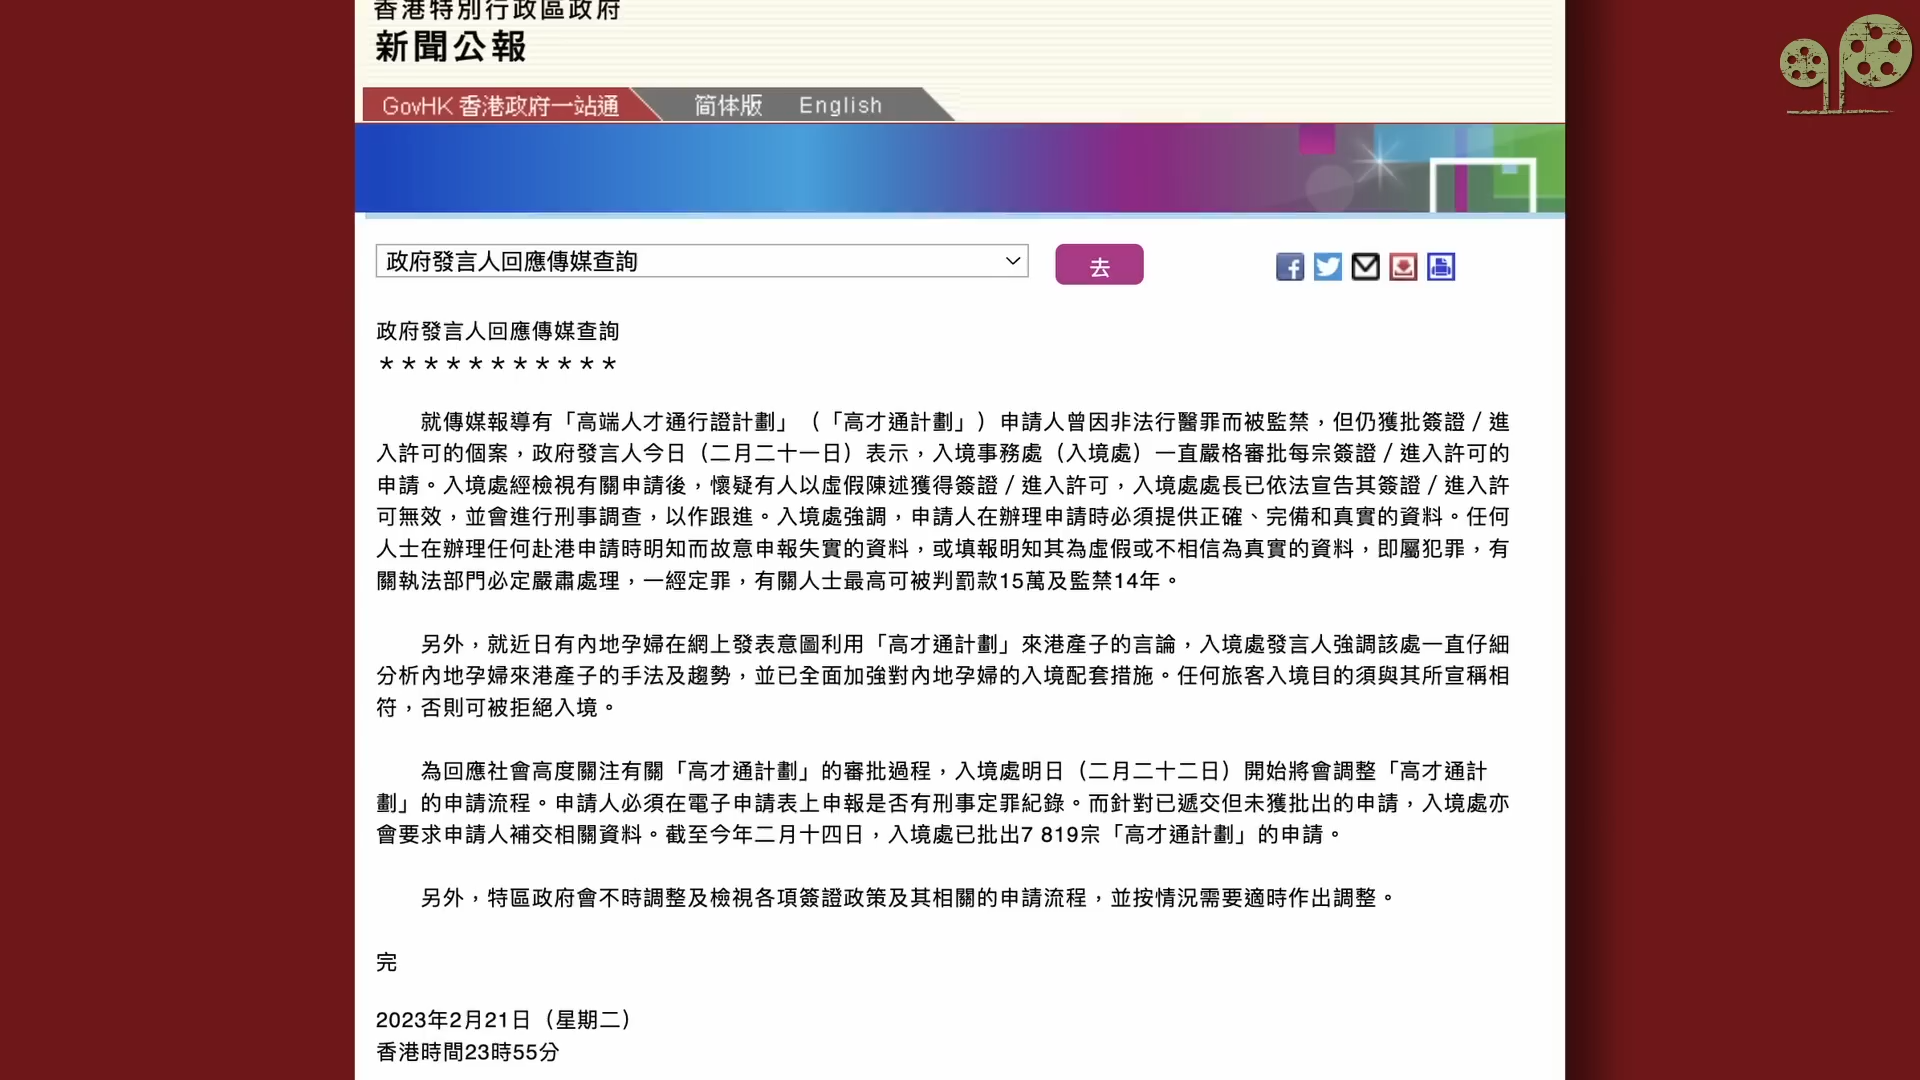 香港特別行政區政府
新聞公報
GovHK 香港政府一站通 简体版 English
政府發言人回應傳媒查詢 去
政府發言人回應傳媒查詢
＊＊＊＊＊＊＊＊＊＊＊
就傳媒報導有「高端人才通行證計劃」（「高才通計劃」）申請人曾因非法行醫罪而被監禁，但仍獲批簽證／進
入許可的個案，政府發言人今日（二月二十一日）表示，入境事務處（入境處）一直嚴格審批每宗簽證／進入許可的
申請。入境處經檢視有關申請後，懷疑有人以虛假陳述獲得簽證／進入許可，入境處處長已依法宣告其簽證／進入許
可無效，並會進行刑事調查，以作跟進。入境處強調，申請人在辦理申請時必須提供正確、完備和真實的資料。任何
人士在辦理任何赴港申請時明知而故意申報失實的資料，或填報明知其為虛假或不相信為真實的資料，即屬犯罪，有
關執法部門必定嚴肅處理，一經定罪，有關人士最高可被判罰款15萬及監禁14年。
另外，就近日有內地孕婦在網上發表意圖利用「高才通計劃」來港產子的言論，入境處發言人強調該處一直仔細
分析內地孕婦來港產子的手法及趨勢，並已全面加強對內地孕婦的入境配套措施。任何旅客入境目的須與其所宣稱相
符，否則可被拒絕入境。
為回應社會高度關注有關「高才通計劃」的審批過程，入境處明日（二月二十二日）開始將會調整「高才通計
劃」的申請流程。申請人必須在電子申請表上申報是否有刑事定罪紀錄。而針對已遞交但未獲批出的申請，入境處亦
會要求申請人補交相關資料。截至今年二月十四日，入境處已批出7 819宗「高才通計劃」的申請。
另外，特區政府會不時調整及檢視各項簽證政策及其相關的申請流程，並按情況需要適時作出調整。
完
2023年2月21日（星期二）
香港時間23時55分